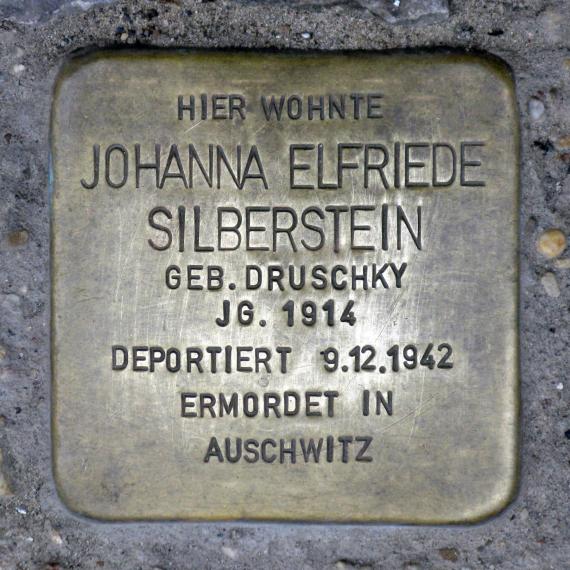 HIER WOHNTE
JOHANNA ELFRIEDE
SILBERSTEIN
GEB. DRUSCHKY
JG. 1914
DEPORTIERT 9.12.1942
ERMORDET IN
AUSCHWITZ